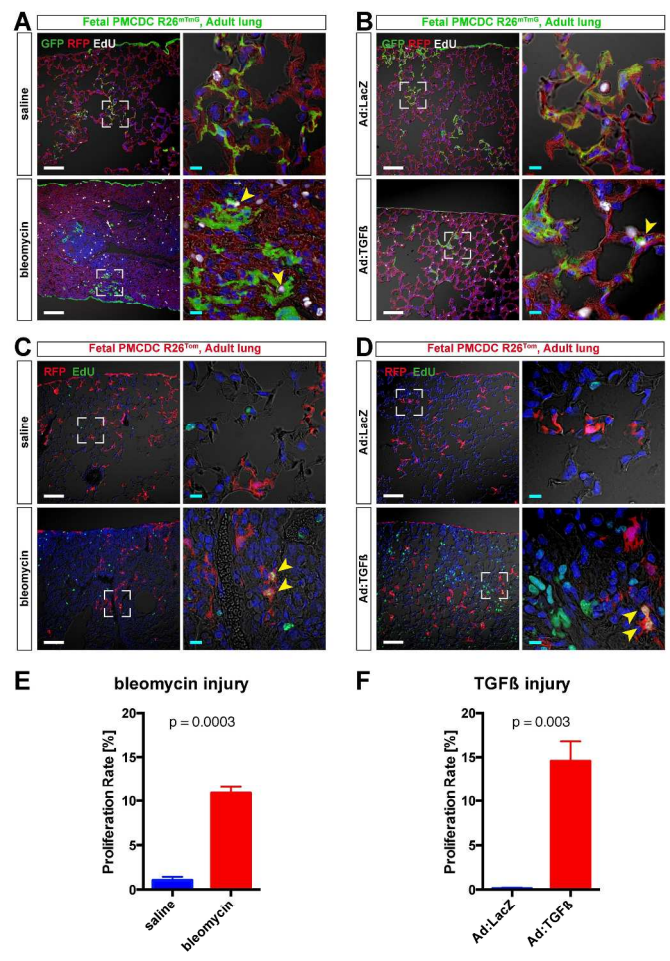 A
Fetal PMCDC R26mTmG, Adult lung
GFP RFP EdU
saline
bleomycin
B
Fetal PMCDC R26mTmG, Adult lung
GFP RFP EdU
Ad:LacZ
Ad:TGFß
C
Fetal PMCDC R26Tom, Adult lung
RFP EdU
saline
bleomycin
D
Fetal PMCDC R26Tom, Adult lung
RFP EdU
Ad:LacZ
Ad:TGFß
E
bleomycin injury
p = 0.0003
Proliferation Rate [%]
20
15
10
5
0
saline
bleomycin
F
TGFß injury
p = 0.003
Proliferation Rate [%]
20
15
10
5
0
Ad:LacZ
Ad:TGFß